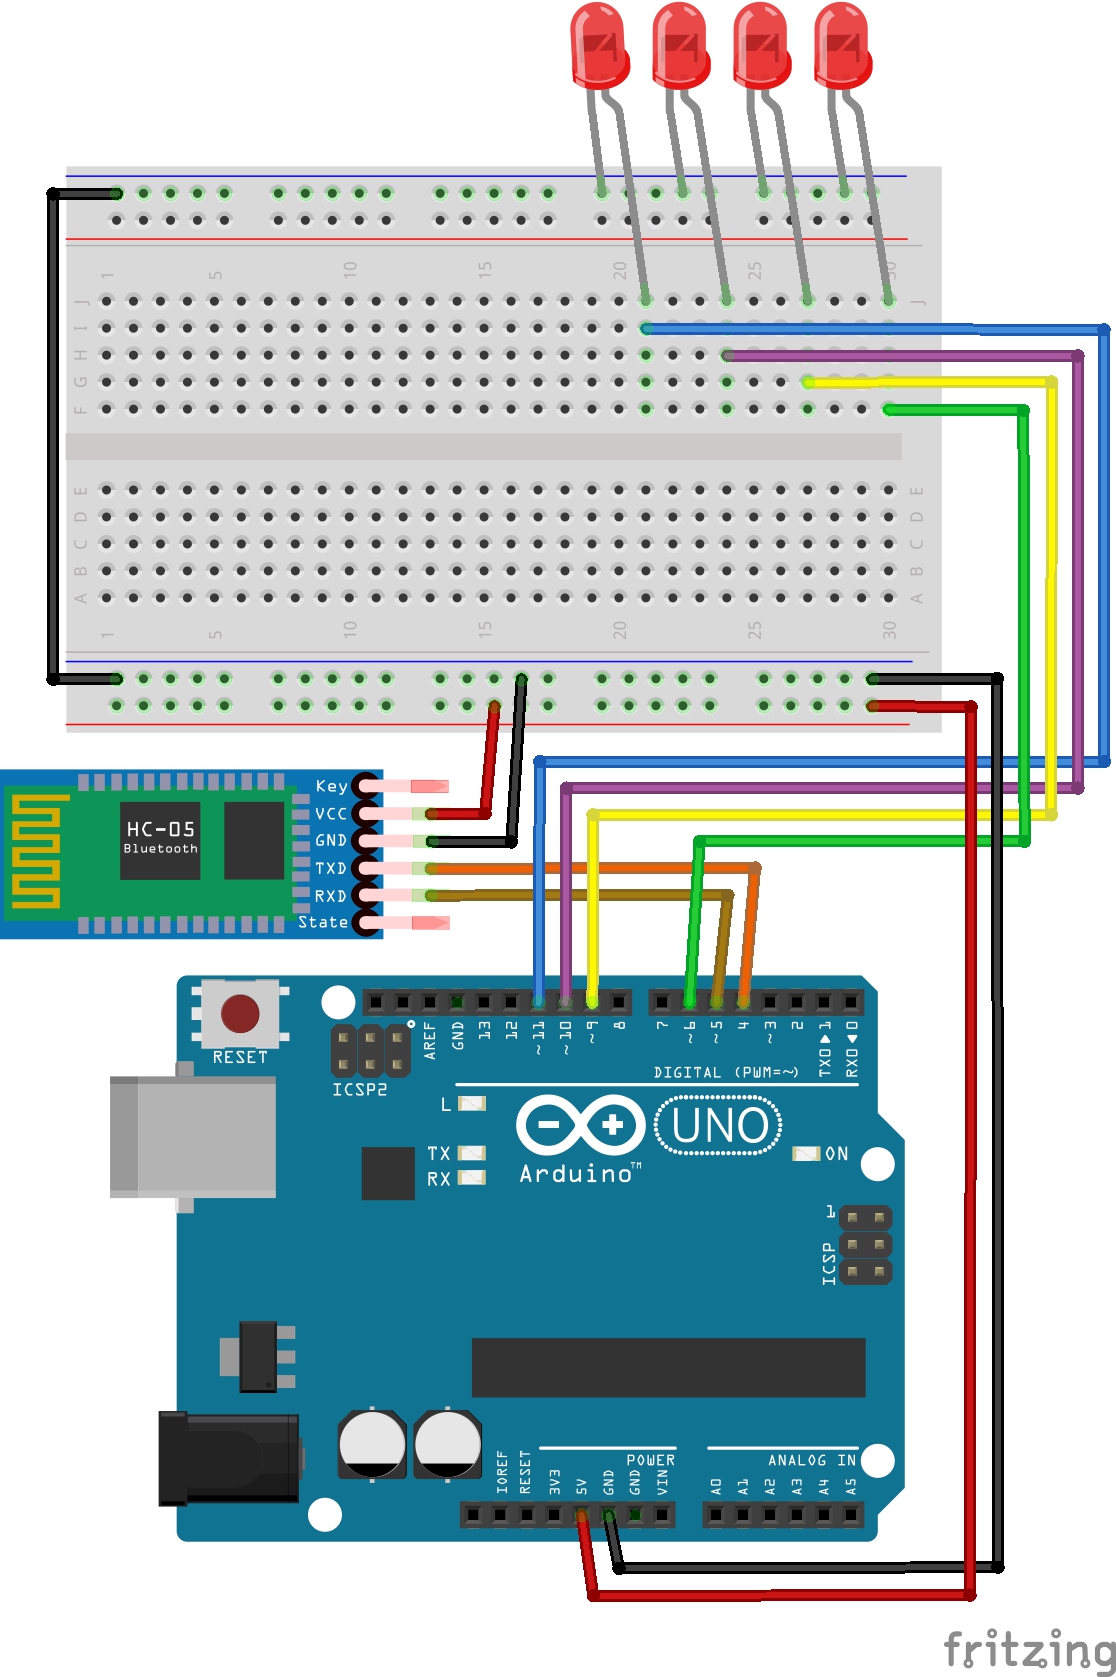 1 5 10 15 20 25 30
J J
I
H
G
F
E E
D D
C C
B B
A A
1 5 10 15 20 25 30
Key
VCC
HC-05
Bluetooth
GND
TXD
RXD
State
RESET
ICSP2
AREF
GND
13
12
~11
~10
~9
8
7
~6
~5
4
~3
2
TX0▶1
RX0◀0
DIGITAL (PWM=~)
L
TX
RX
UNO
Arduino™
ON
1
ICSP
IOREF
RESET
3V3
5V
GND
GND
VIN
POWER
ANALOG IN
A0
A1
A2
A3
A4
A5
fritzing